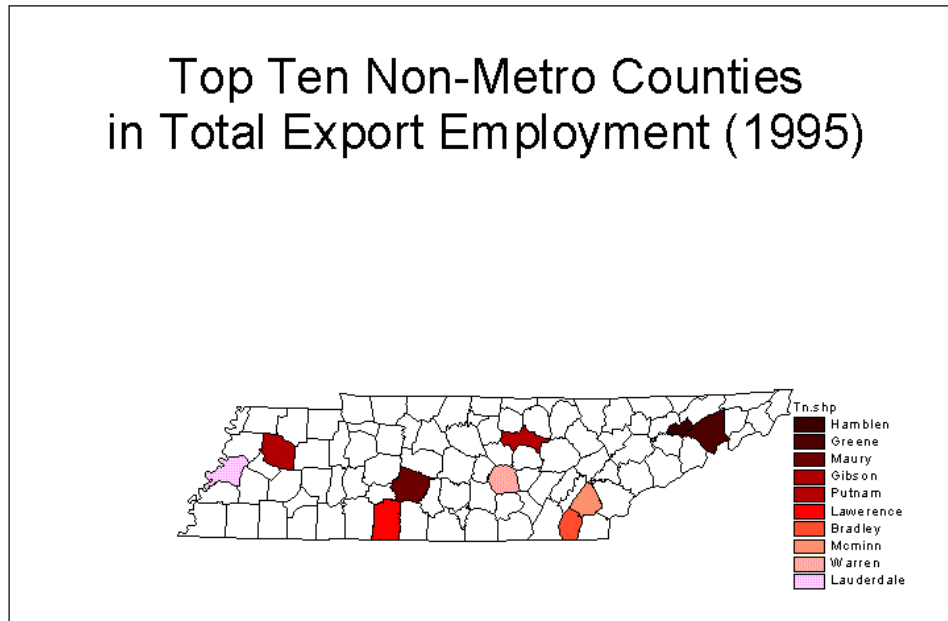 Top Ten Non-Metro Counties
in Total Export Employment (1995)
Tn.shp
Hamblen
Greene
Maury
Gibson
Putnam
Lawerence
Bradley
Mcminn
Warren
Lauderdale